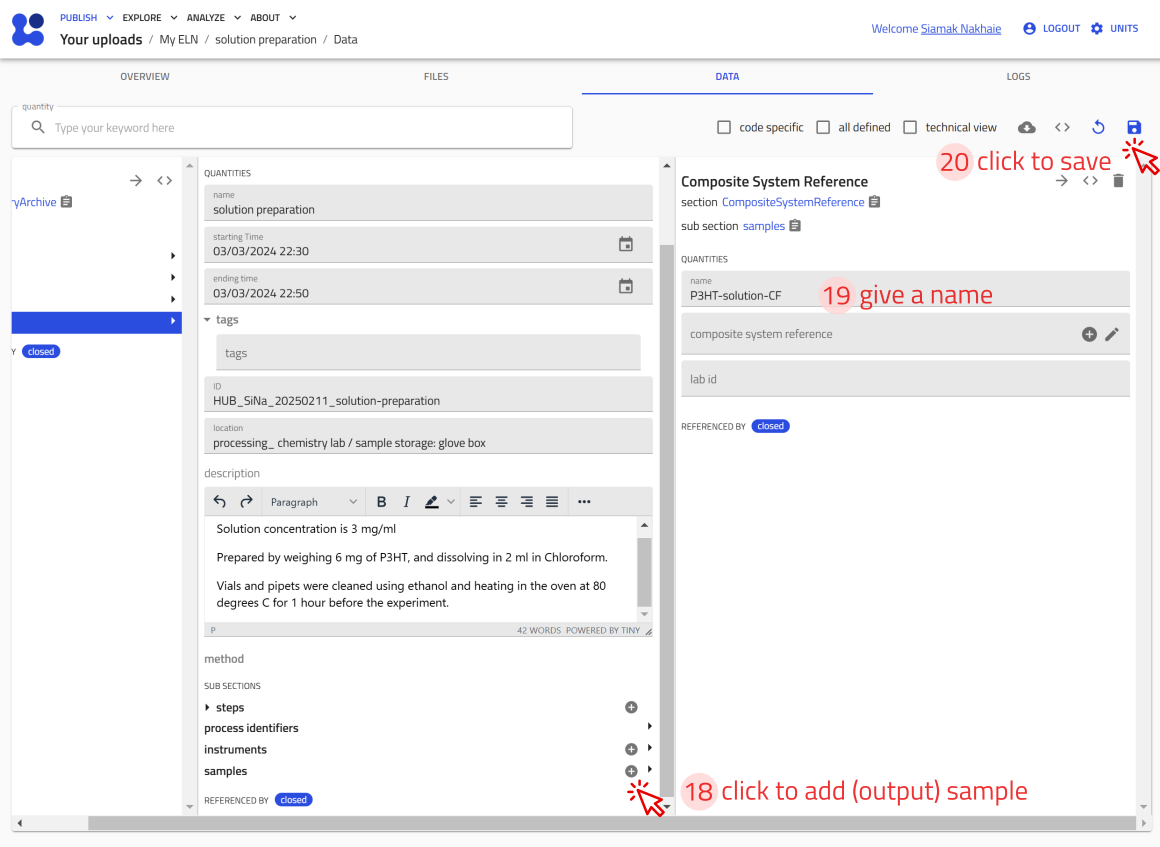 PUBLISH EXPLORE ANALYZE ABOUT
Your uploads / My ELN / solution preparation / Data
Welcome Siamak Nakhaie LOGOUT UNITS
OVERVIEW FILES DATA LOGS
quantity
Type your keyword here
code specific all defined technical view <>
20 click to save
<>
yArchive
Y closed
QUANTITIES
name
solution preparation
starting Time
03/03/2024 22:30
ending time
03/03/2024 22:50
tags
tags
ID
HUB_SiNa_20250211_solution-preparation
location
processing_ chemistry lab / sample storage: glove box
description
Paragraph B I
Solution concentration is 3 mg/ml
Prepared by weighing 6 mg of P3HT, and dissolving in 2 ml in Chloroform.
Vials and pipets were cleaned using ethanol and heating in the oven at 80
degrees C for 1 hour before the experiment.
P 42 WORDS POWERED BY TINY
method
SUB SECTIONS
steps
process identifiers
instruments
samples
REFERENCED BY closed
18 click to add (output) sample
Composite System Reference <>
section CompositeSystemReference
sub section samples
QUANTITIES
name
P3HT-solution-CF
19 give a name
composite system reference
lab id
REFERENCED BY closed